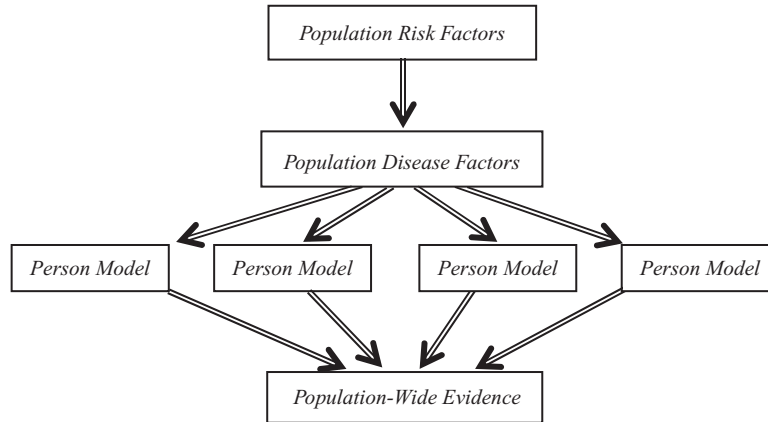 Population Risk Factors
Population Disease Factors
Person Model
Person Model
Person Model
Person Model
Population-Wide Evidence